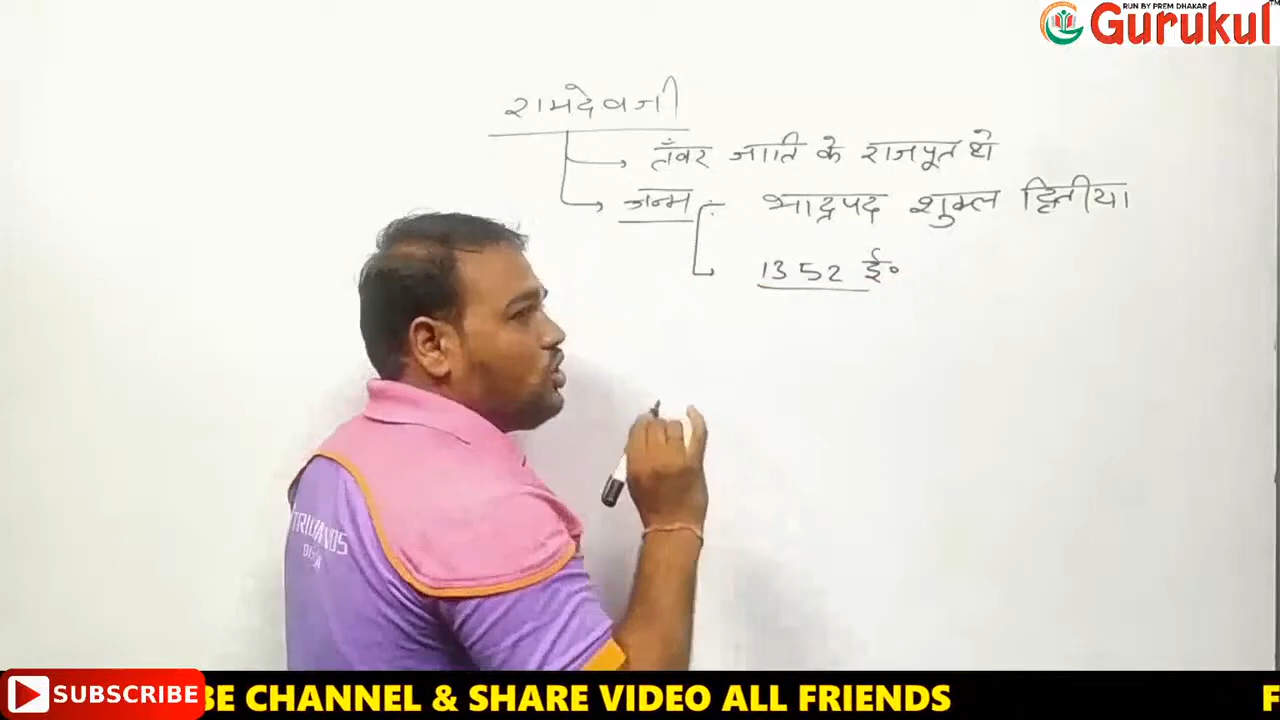 RUN BY PREM DHAKAR
Gurukul
TM
रामदेवजी
तँवर जाति के राजपूत थे
जन्म भाद्रपद शुक्ल द्वितीया
1352 ई॰
SUBSCRIBE
BE CHANNEL & SHARE VIDEO ALL FRIENDS
F